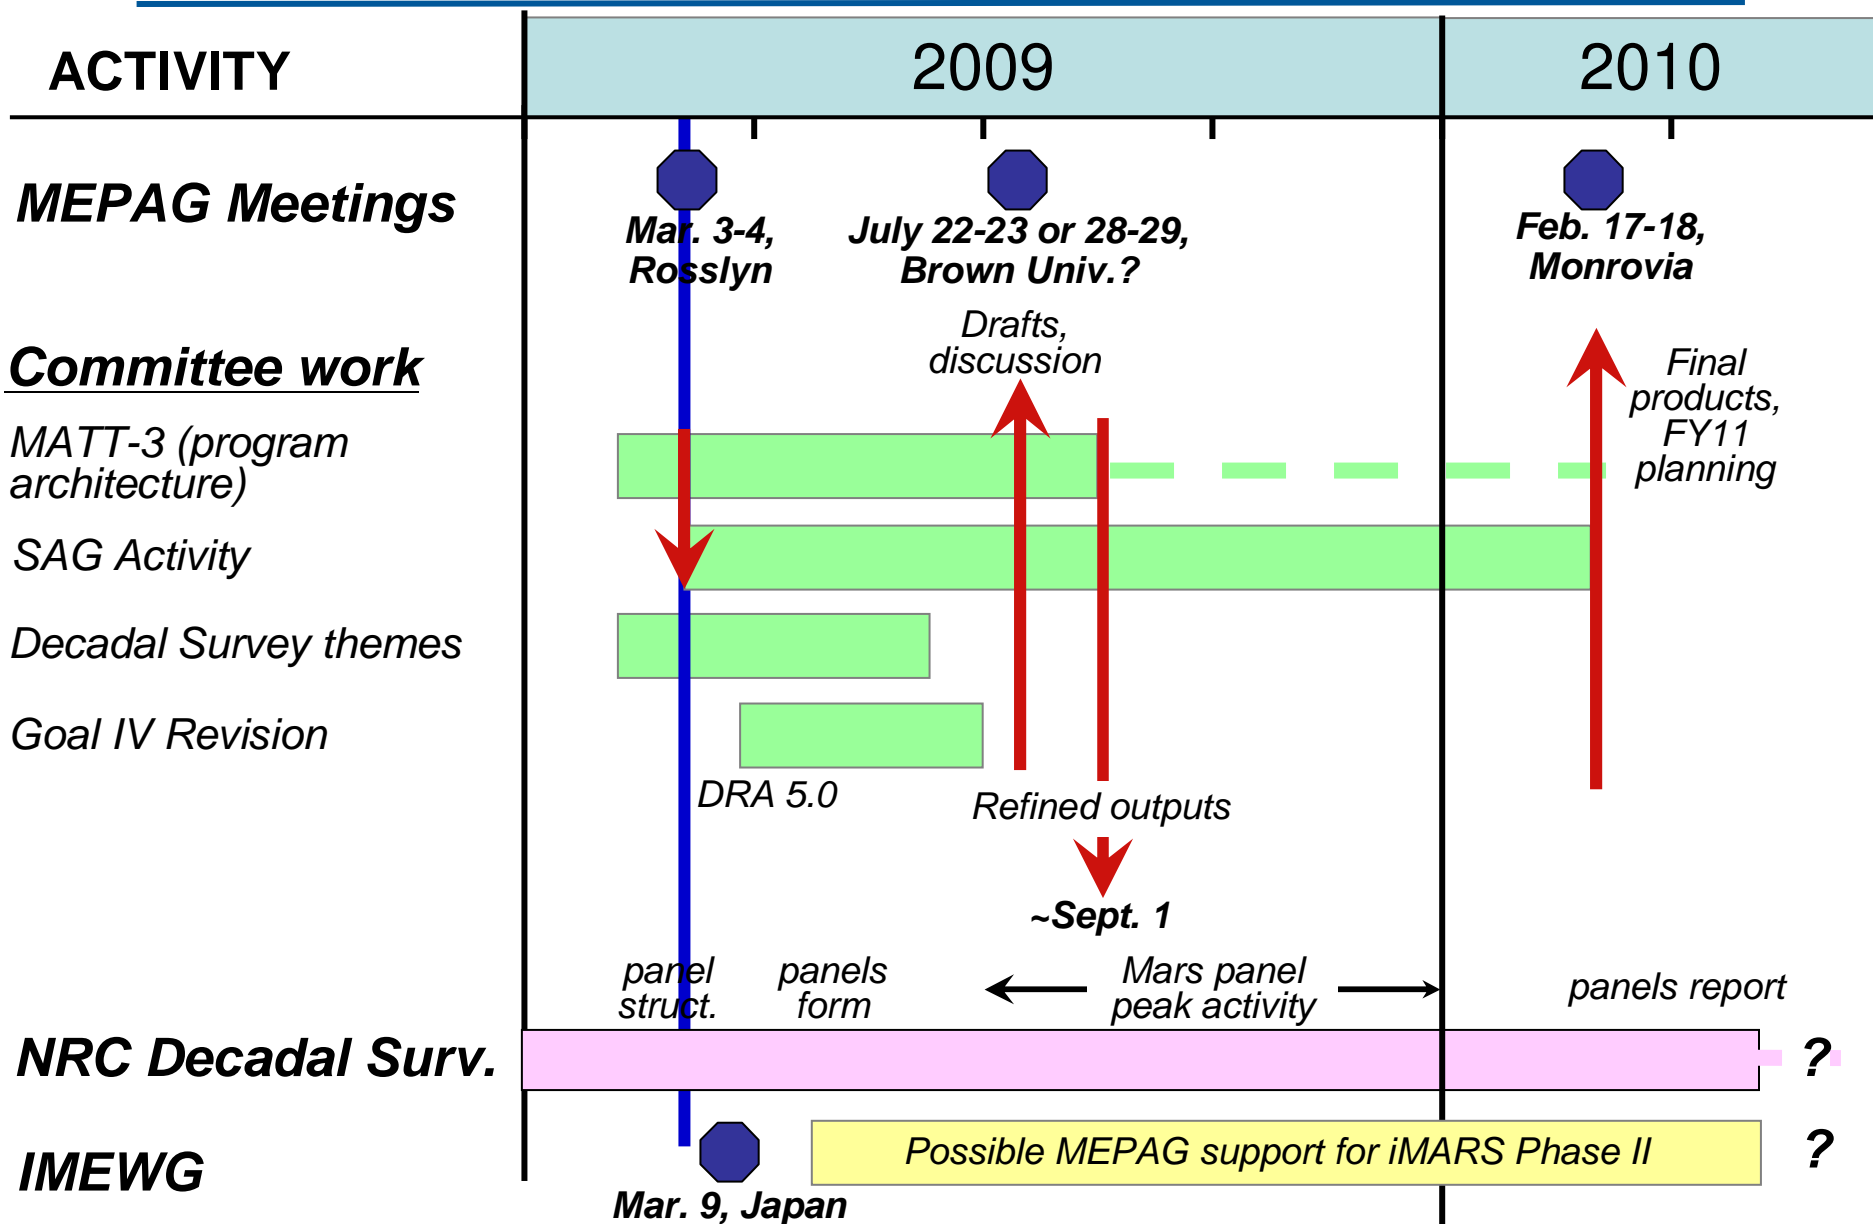 ACTIVITY
2009
2010
MEPAG Meetings
Mar. 3-4,
Rosslyn
July 22-23 or 28-29,
Brown Univ.?
Feb. 17-18,
Monrovia
Drafts,
discussion
Final
products,
FY11
planning
Committee work
MATT-3 (program
architecture)
SAG Activity
Decadal Survey themes
Goal IV Revision
DRA 5.0
Refined outputs
~Sept. 1
panel
struct.
panels
form
Mars panel
peak activity
panels report
NRC Decadal Surv.
?
IMEWG
Possible MEPAG support for iMARS Phase II
?
Mar. 9, Japan